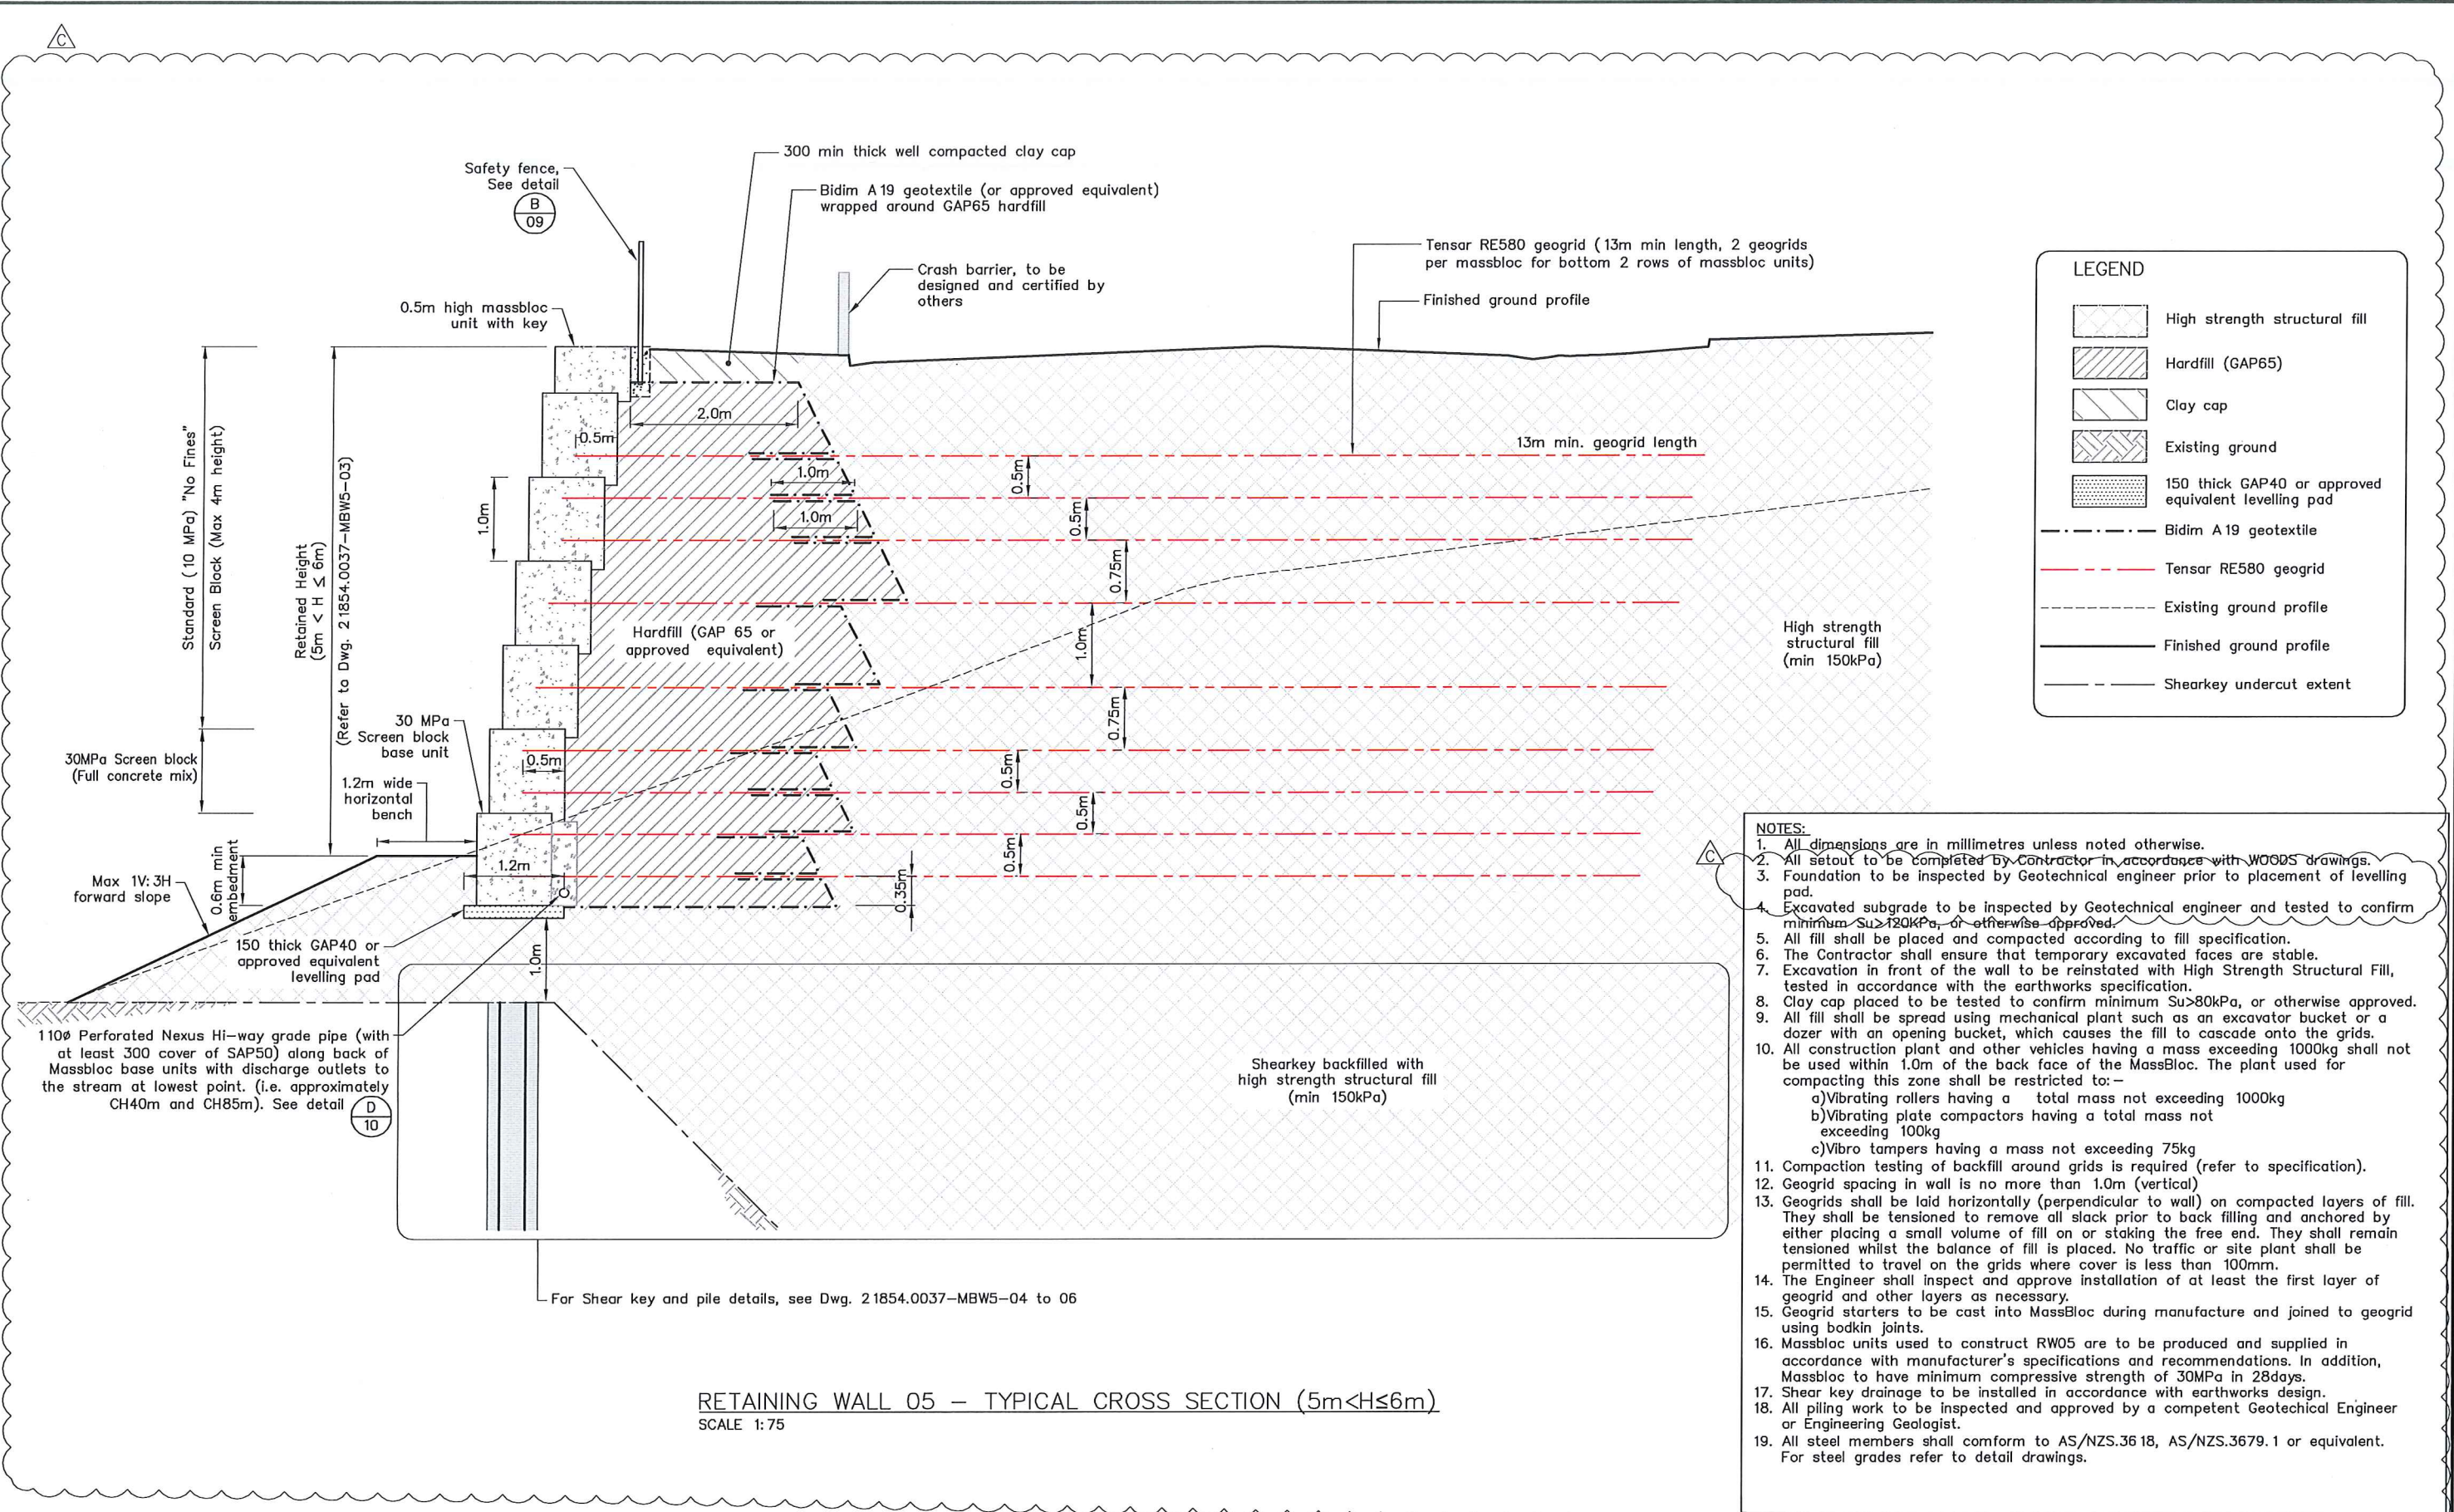 C
Safety fence,
See detail
B
09
300 min thick well compacted clay cap
Bidim A19 geotextile (or approved equivalent)
wrapped around GAP65 hardfill
Crash barrier, to be
designed and certified by
others
Tensar RE580 geogrid (13m min length, 2 geogrids
per massbloc for bottom 2 rows of massbloc units)
Finished ground profile
0.5m high massbloc
unit with key
Standard (10 MPa) "No Fines"
Screen Block (Max 4m height)
Retained Height
(5m < H ≤ 6m)
(Refer to Dwg. 21854.0037-MBW5-03)
2.0m
0.5m
13m min. geogrid length
1.0m
0.5m
1.0m
1.0m
0.5m
0.75m
Hardfill (GAP 65 or
approved equivalent)
1.0m
High strength
structural fill
(min 150kPa)
0.75m
30 MPa
Screen block
base unit
30MPa Screen block
(Full concrete mix)
0.5m
0.5m
1.2m wide
horizontal
bench
0.5m
0.6m min
embedment
1.2m
0.5m
0.35m
Max 1V:3H
forward slope
150 thick GAP40 or
approved equivalent
levelling pad
1.0m
110ø Perforated Nexus Hi-way grade pipe (with
at least 300 cover of SAP50) along back of
Massbloc base units with discharge outlets to
the stream at lowest point. (i.e. approximately
CH40m and CH85m). See detail
D
10
Shearkey backfilled with
high strength structural fill
(min 150kPa)
For Shear key and pile details, see Dwg. 21854.0037-MBW5-04 to 06
RETAINING WALL 05 - TYPICAL CROSS SECTION (5m<H≤6m)
SCALE 1:75
LEGEND
High strength structural fill
Hardfill (GAP65)
Clay cap
Existing ground
150 thick GAP40 or approved
equivalent levelling pad
Bidim A19 geotextile
Tensar RE580 geogrid
Existing ground profile
Finished ground profile
Shearkey undercut extent
C
NOTES:
1. All dimensions are in millimetres unless noted otherwise.
2. All setout to be completed by Contractor in accordance with WOODS drawings.
3. Foundation to be inspected by Geotechnical engineer prior to placement of levelling
pad.
4. Excavated subgrade to be inspected by Geotechnical engineer and tested to confirm
minimum Su>120KPa, or otherwise approved.
5. All fill shall be placed and compacted according to fill specification.
6. The Contractor shall ensure that temporary excavated faces are stable.
7. Excavation in front of the wall to be reinstated with High Strength Structural Fill,
tested in accordance with the earthworks specification.
8. Clay cap placed to be tested to confirm minimum Su>80kPa, or otherwise approved.
9. All fill shall be spread using mechanical plant such as an excavator bucket or a
dozer with an opening bucket, which causes the fill to cascade onto the grids.
10. All construction plant and other vehicles having a mass exceeding 1000kg shall not
be used within 1.0m of the back face of the MassBloc. The plant used for
compacting this zone shall be restricted to:-
a)Vibrating rollers having a total mass not exceeding 1000kg
b)Vibrating plate compactors having a total mass not
exceeding 100kg
c)Vibro tampers having a mass not exceeding 75kg
11. Compaction testing of backfill around grids is required (refer to specification).
12. Geogrid spacing in wall is no more than 1.0m (vertical)
13. Geogrids shall be laid horizontally (perpendicular to wall) on compacted layers of fill.
They shall be tensioned to remove all slack prior to back filling and anchored by
either placing a small volume of fill on or staking the free end. They shall remain
tensioned whilst the balance of fill is placed. No traffic or site plant shall be
permitted to travel on the grids where cover is less than 100mm.
14. The Engineer shall inspect and approve installation of at least the first layer of
geogrid and other layers as necessary.
15. Geogrid starters to be cast into MassBloc during manufacture and joined to geogrid
using bodkin joints.
16. Massbloc units used to construct RW05 are to be produced and supplied in
accordance with manufacturer's specifications and recommendations. In addition,
Massbloc to have minimum compressive strength of 30MPa in 28days.
17. Shear key drainage to be installed in accordance with earthworks design.
18. All piling work to be inspected and approved by a competent Geotechical Engineer
or Engineering Geologist.
19. All steel members shall comform to AS/NZS.3618, AS/NZS.3679.1 or equivalent.
For steel grades refer to detail drawings.